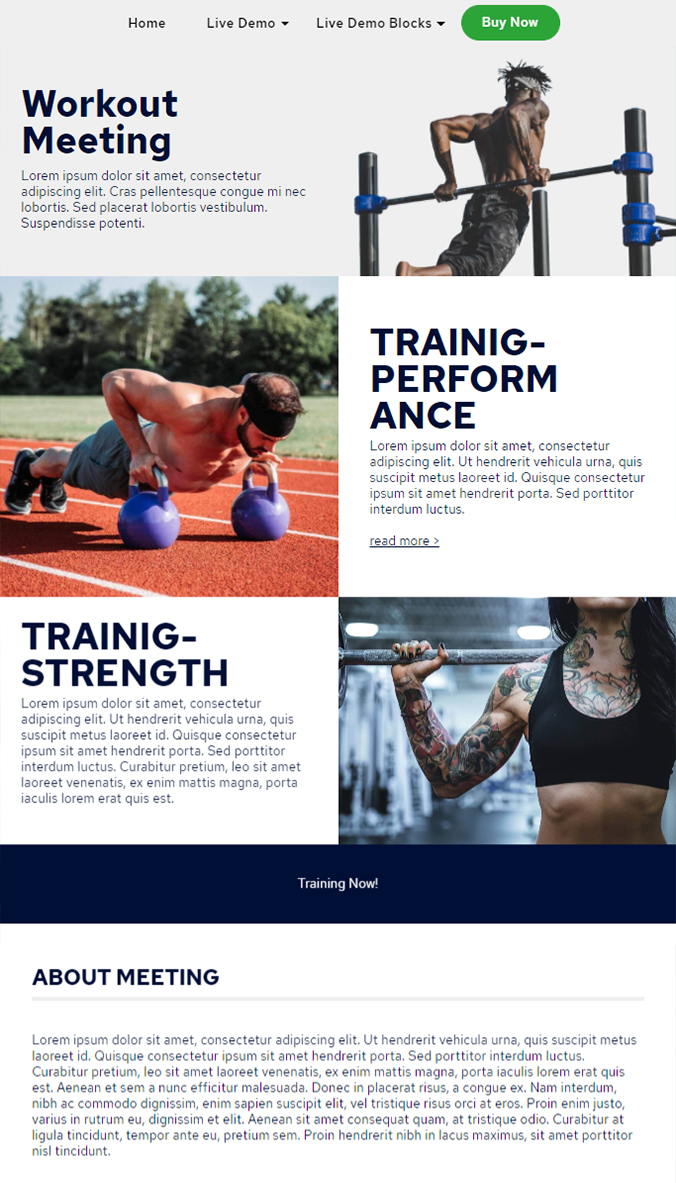 Home Live Demo Live Demo Blocks Buy Now
Workout
Meeting
Lorem ipsum dolor sit amet, consectetur
adipiscing elit. Cras pellentesque congue mi nec
lobortis. Sed placerat lobortis vestibulum.
Suspendisse potenti.
TRAINIG-
PERFORM
ANCE
Lorem ipsum dolor sit amet, consectetur
adipiscing elit. Ut hendrerit vehicula urna, quis
suscipit metus laoreet id. Quisque consectetur
ipsum sit amet hendrerit porta. Sed porttitor
interdum luctus.
read more >
TRAINIG-
STRENGTH
Lorem ipsum dolor sit amet, consectetur
adipiscing elit. Ut hendrerit vehicula urna, quis
suscipit metus laoreet id. Quisque consectetur
ipsum sit amet hendrerit porta. Sed porttitor
interdum luctus. Curabitur pretium, leo sit amet
laoreet venenatis, ex enim mattis magna, porta
iaculis lorem erat quis est.
Training Now!
ABOUT MEETING
Lorem ipsum dolor sit amet, consectetur adipiscing elit. Ut hendrerit vehicula urna, quis suscipit metus
laoreet id. Quisque consectetur ipsum sit amet hendrerit porta. Sed porttitor interdum luctus.
Curabitur pretium, leo sit amet laoreet venenatis, ex enim mattis magna, porta iaculis lorem erat quis
est. Aenean et sem a nunc efficitur malesuada. Donec in placerat risus, a congue ex. Nam interdum,
nibh ac commodo dignissim, enim sapien suscipit elit, vel tristique risus orci at eros. Proin enim justo,
varius in rutrum eu, dignissim et elit. Aenean sit amet consequat quam, at tristique odio. Curabitur at
ligula tincidunt, tempor ante eu, pretium sem. Proin hendrerit nibh in lacus maximus, sit amet porttitor
nisl tincidunt.